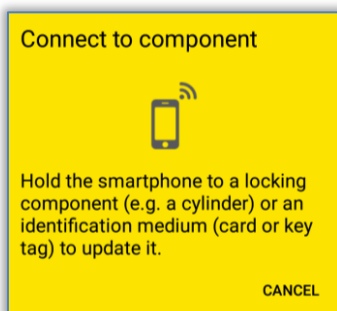 Connect to component
Hold the smartphone to a locking
component (e.g. a cylinder) or an
identification medium (card or key
tag) to update it.
CANCEL